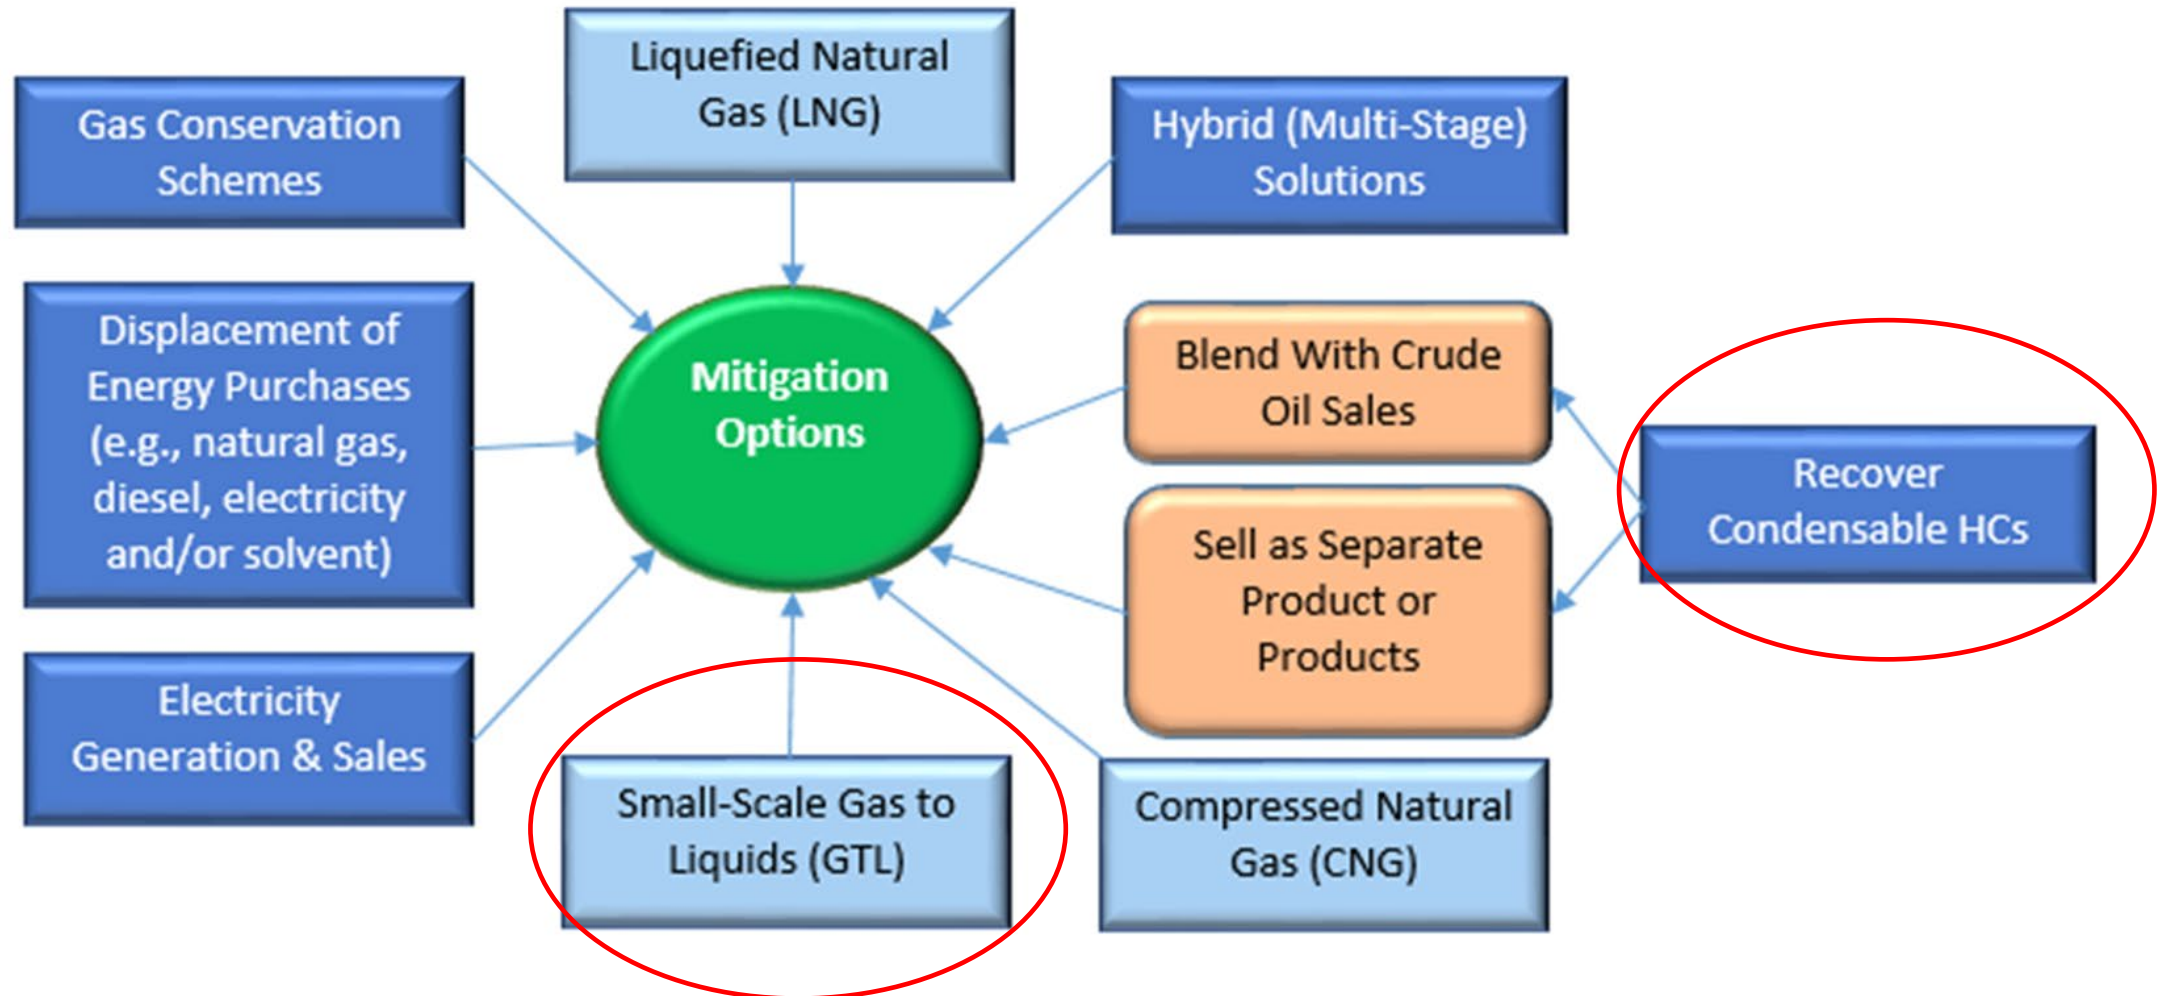 Liquefied Natural
Gas (LNG)
Gas Conservation
Schemes
Hybrid (Multi-Stage)
Solutions
Displacement of
Energy Purchases
(e.g., natural gas,
diesel, electricity
and/or solvent)
Mitigation
Options
Blend With Crude
Oil Sales
Recover
Condensable HCs
Sell as Separate
Product or
Products
Electricity
Generation & Sales
Small-Scale Gas to
Liquids (GTL)
Compressed Natural
Gas (CNG)